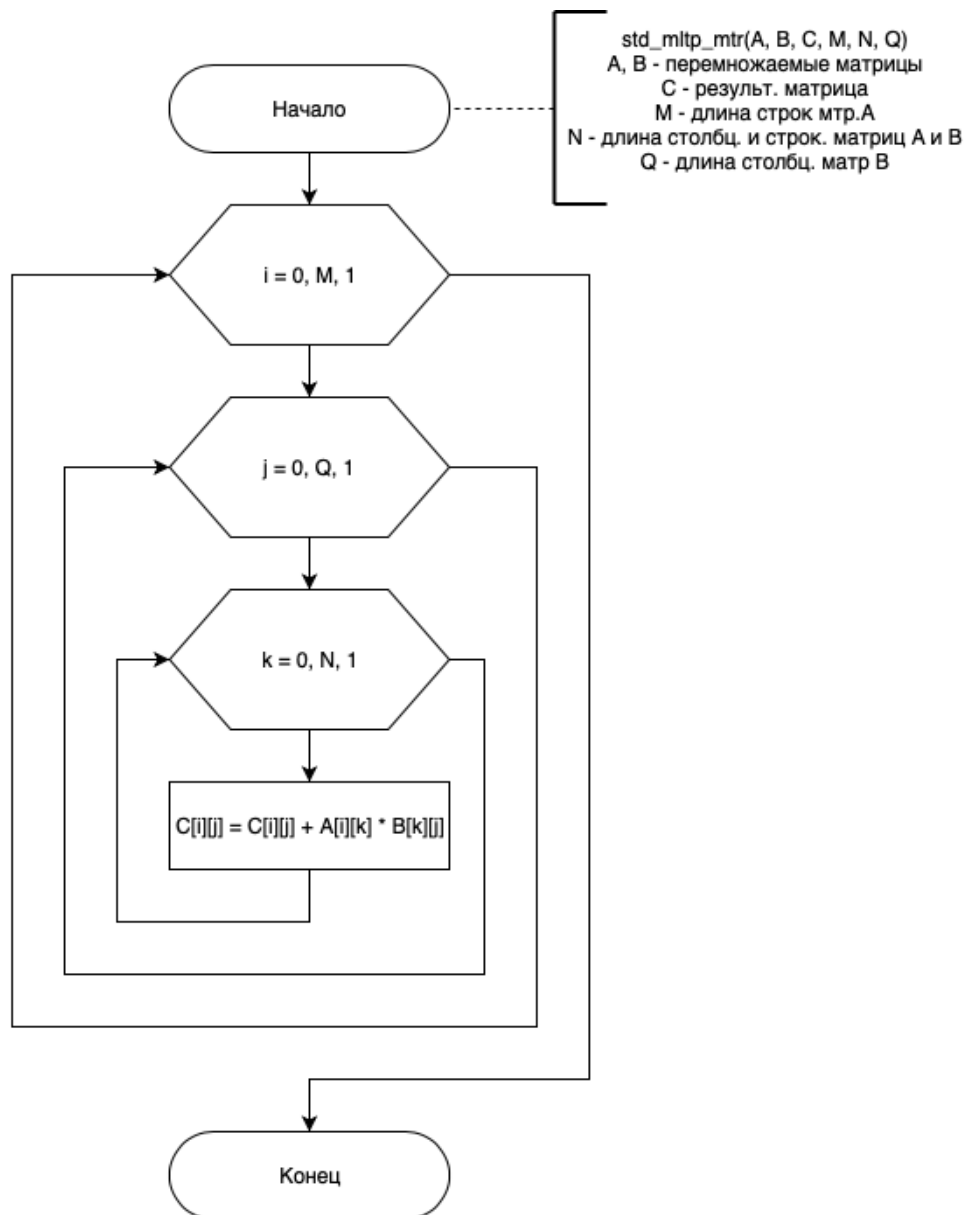 std_mltp_mtr(A, B, C, M, N, Q)
A, B - перемножаемые матрицы
C - результ. матрица
M - длина строк мтр.A
N - длина столбц. и строк. матриц A и B
Q - длина столбц. матр B
Начало
i = 0, M, 1
j = 0, Q, 1
k = 0, N, 1
C[i][j] = C[i][j] + A[i][k] * B[k][j]
Конец